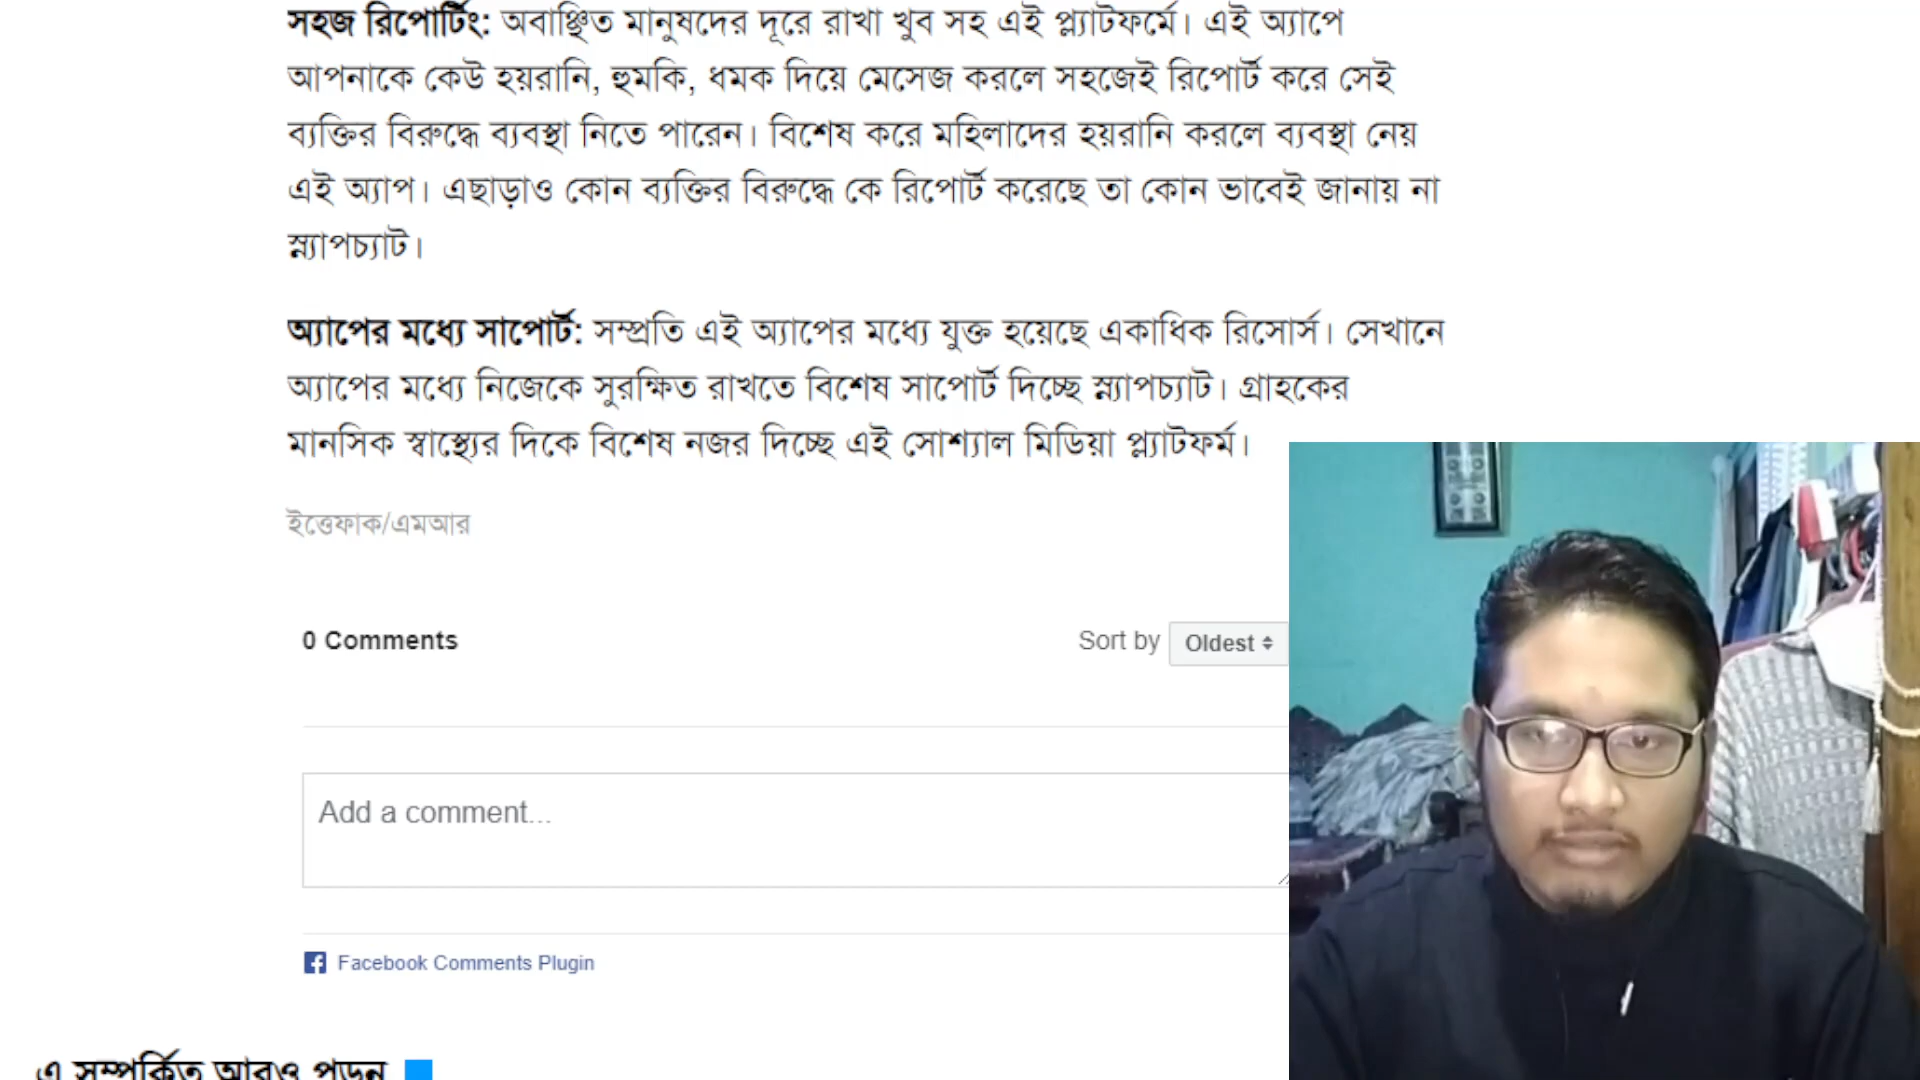 সহজ রিপোর্টিং: অবাঞ্ছিত মানুষদের দূরে রাখা খুব সহ এই প্ল্যাটফর্মে। এই অ্যাপে
আপনাকে কেউ হয়রানি, হুমকি, ধমক দিয়ে মেসেজ করলে সহজেই রিপোর্ট করে সেই
ব্যক্তির বিরুদ্ধে ব্যবস্থা নিতে পারেন। বিশেষ করে মহিলাদের হয়রানি করলে ব্যবস্থা নেয়
এই অ্যাপ। এছাড়াও কোন ব্যক্তির বিরুদ্ধে কে রিপোর্ট করেছে তা কোন ভাবেই জানায় না
স্ন্যাপচ্যাট।
অ্যাপের মধ্যে সাপোর্ট: সম্প্রতি এই অ্যাপের মধ্যে যুক্ত হয়েছে একাধিক রিসোর্স। সেখানে
অ্যাপের মধ্যে নিজেকে সুরক্ষিত রাখতে বিশেষ সাপোর্ট দিচ্ছে স্ন্যাপচ্যাট। গ্রাহকের
মানসিক স্বাস্থ্যের দিকে বিশেষ নজর দিচ্ছে এই সোশ্যাল মিডিয়া প্ল্যাটফর্ম।
ইত্তেফাক/এমআর
0 Comments
Sort by Oldest
Add a comment...
Facebook Comments Plugin
এ সম্পর্কিত আরও পড়ুন